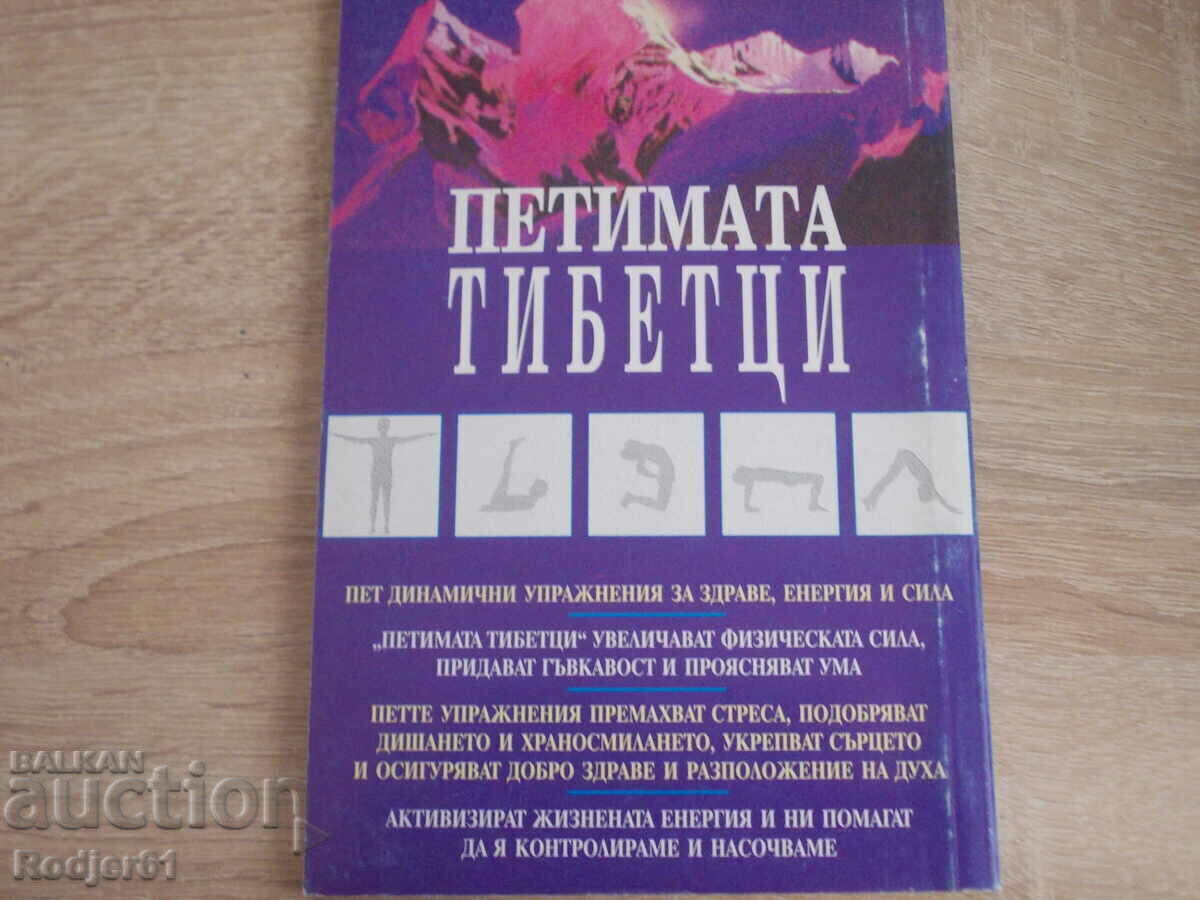 ПЕТИМАТА
ТИБЕТЦИ
ПЕТ ДИНАМИЧНИ УПРАЖНЕНИЯ ЗА ЗДРАВЕ, ЕНЕРГИЯ И СИЛА
„ПЕТИМАТА ТИБЕТЦИ“ УВЕЛИЧАВАТ ФИЗИЧЕСКАТА СИЛА,
ПРИДАВАТ ГЪВКАВОСТ И ПРОЯСНЯВАТ УМА
ПЕТТЕ УПРАЖНЕНИЯ ПРЕМАХВАТ СТРЕСА, ПОДОБРЯВАТ
ДИШАНЕТО И ХРАНОСМИЛАНЕТО, УКРЕПВАТ СЪРЦЕТО
И ОСИГУРЯВАТ ДОБРО ЗДРАВЕ И РАЗПОЛОЖЕНИЕ НА ДУХА
АКТИВИЗИРАТ ЖИЗНЕНАТА ЕНЕРГИЯ И НИ ПОМАГАТ
ДА Я КОНТРОЛИРАМЕ И НАСОЧВАМЕ
BALKAN
auction
Rodjer61